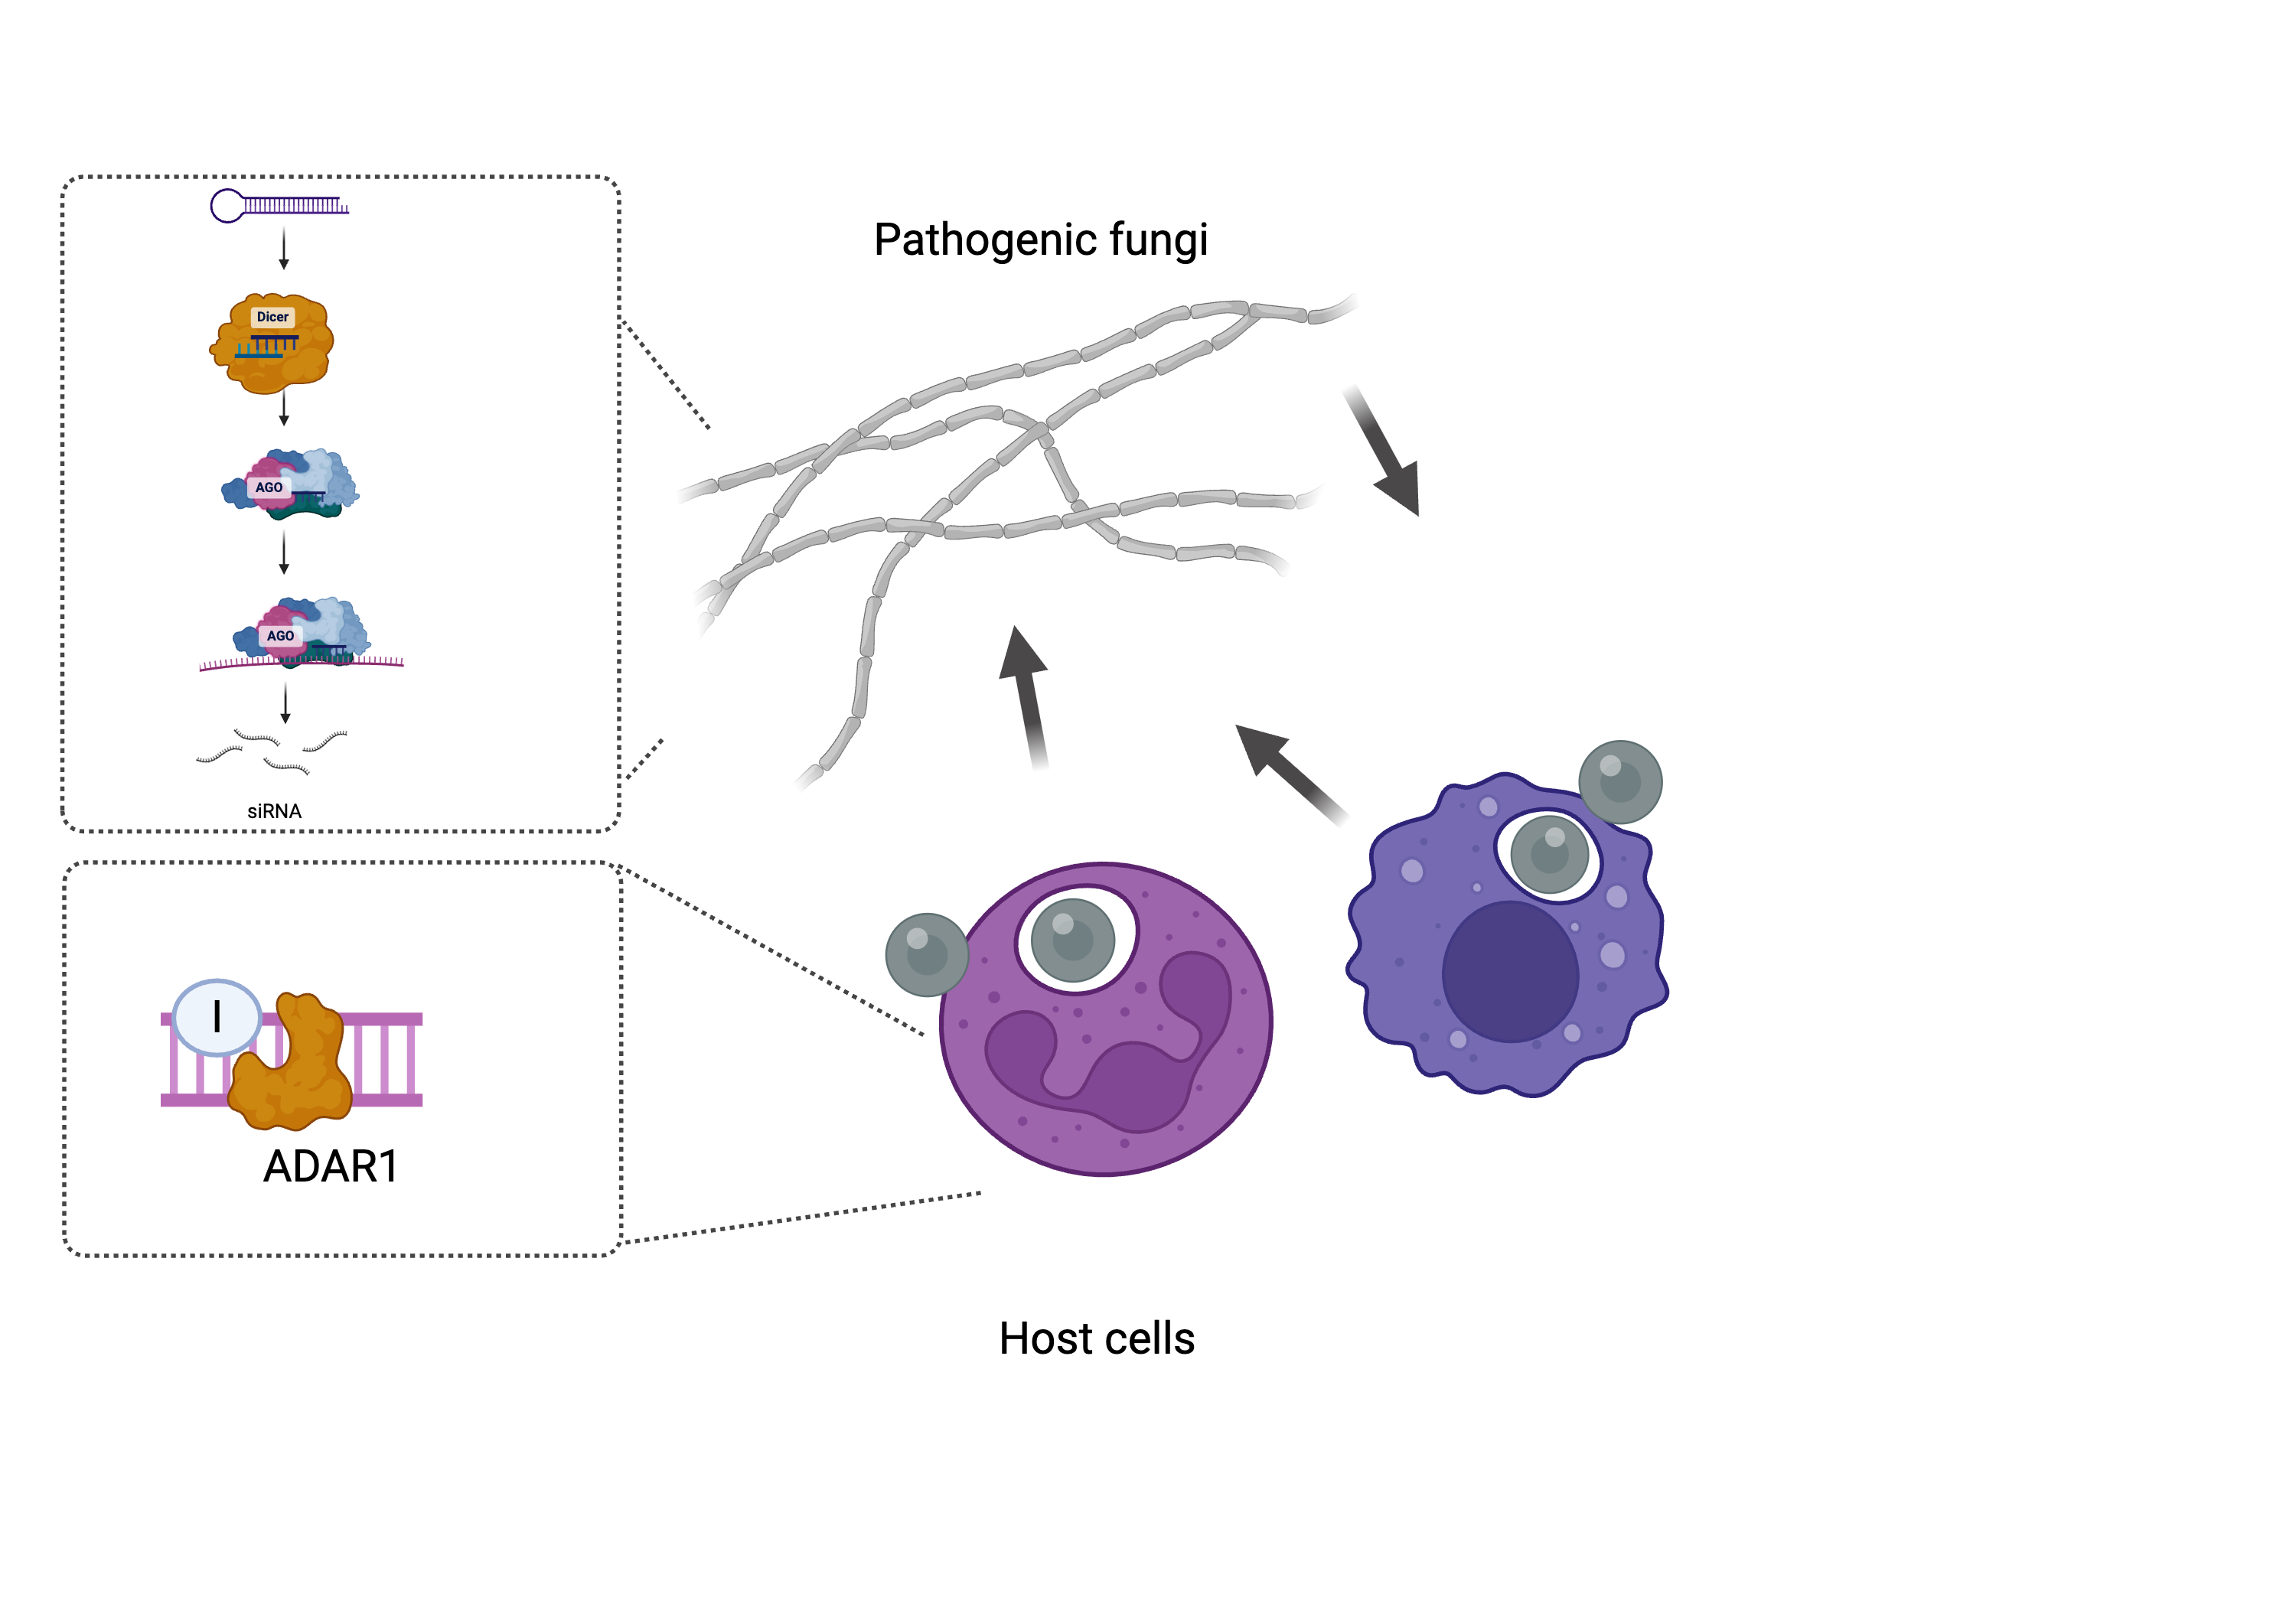 Pathogenic fungi
Dicer
AGO
AGO
siRNA
I
ADAR1
Host cells